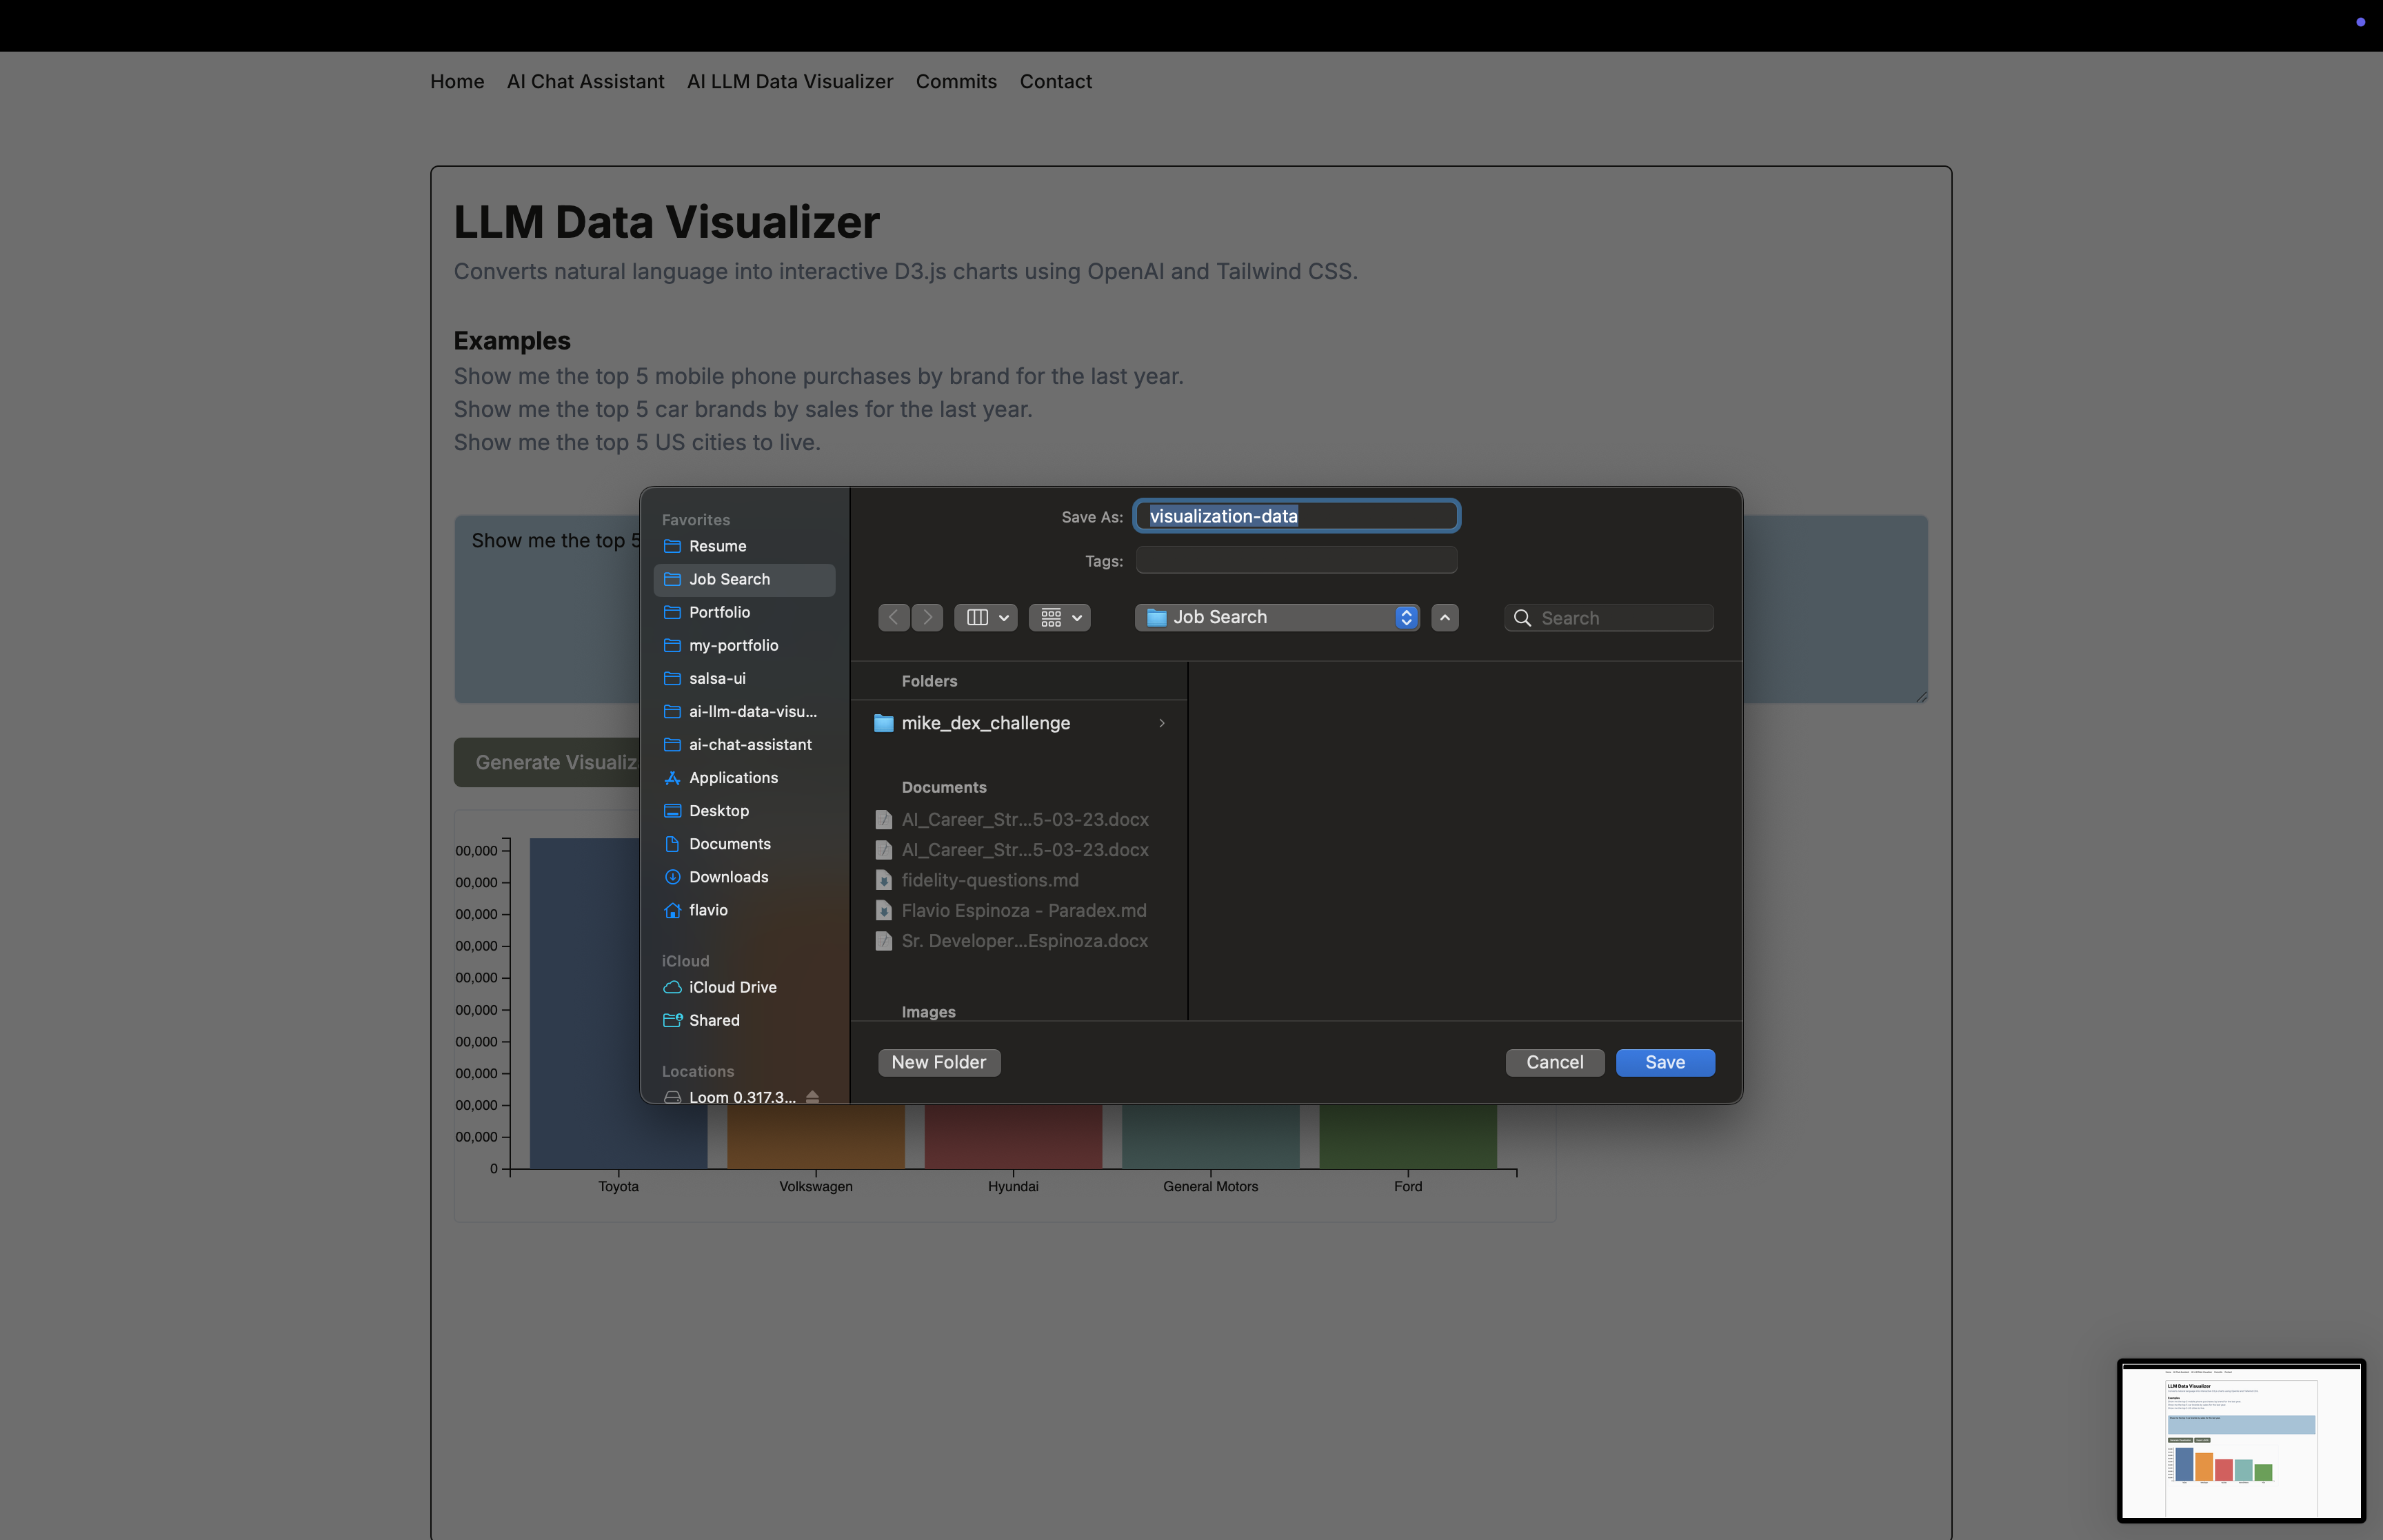 Home AI Chat Assistant AI LLM Data Visualizer Commits Contact
LLM Data Visualizer
Converts natural language into interactive D3.js charts using OpenAI and Tailwind CSS.
Examples
Show me the top 5 mobile phone purchases by brand for the last year.
Show me the top 5 car brands by sales for the last year.
Show me the top 5 US cities to live.
Show me the top 5
Generate Visualiz
Favorites
Resume
Job Search
Portfolio
my-portfolio
salsa-ui
ai-llm-data-visu...
ai-chat-assistant
Applications
Desktop
Documents
Downloads
flavio
iCloud
iCloud Drive
Shared
Locations
Loom 0.317.3...
Save As: visualization-data
Tags:
Job Search
Search
Folders
mike_dex_challenge
Documents
AI_Career_Str...5-03-23.docx
AI_Career_Str...5-03-23.docx
fidelity-questions.md
Flavio Espinoza - Paradex.md
Sr. Developer...Espinoza.docx
Images
New Folder Cancel Save
00,000
00,000
00,000
00,000
00,000
00,000
00,000
00,000
00,000
00,000
0
Toyota Volkswagen Hyundai General Motors Ford
LLM Data Visualizer